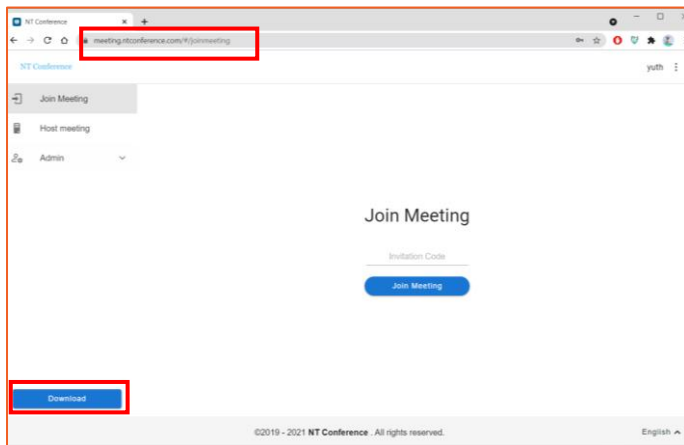 NT Conference
meeting.ntconference.com/#/joinmeeting
NT Conference
yuth
Join Meeting
Host meeting
Admin
Join Meeting
Invitation Code
Join Meeting
Download
©2019 - 2021 NT Conference . All rights reserved.
English